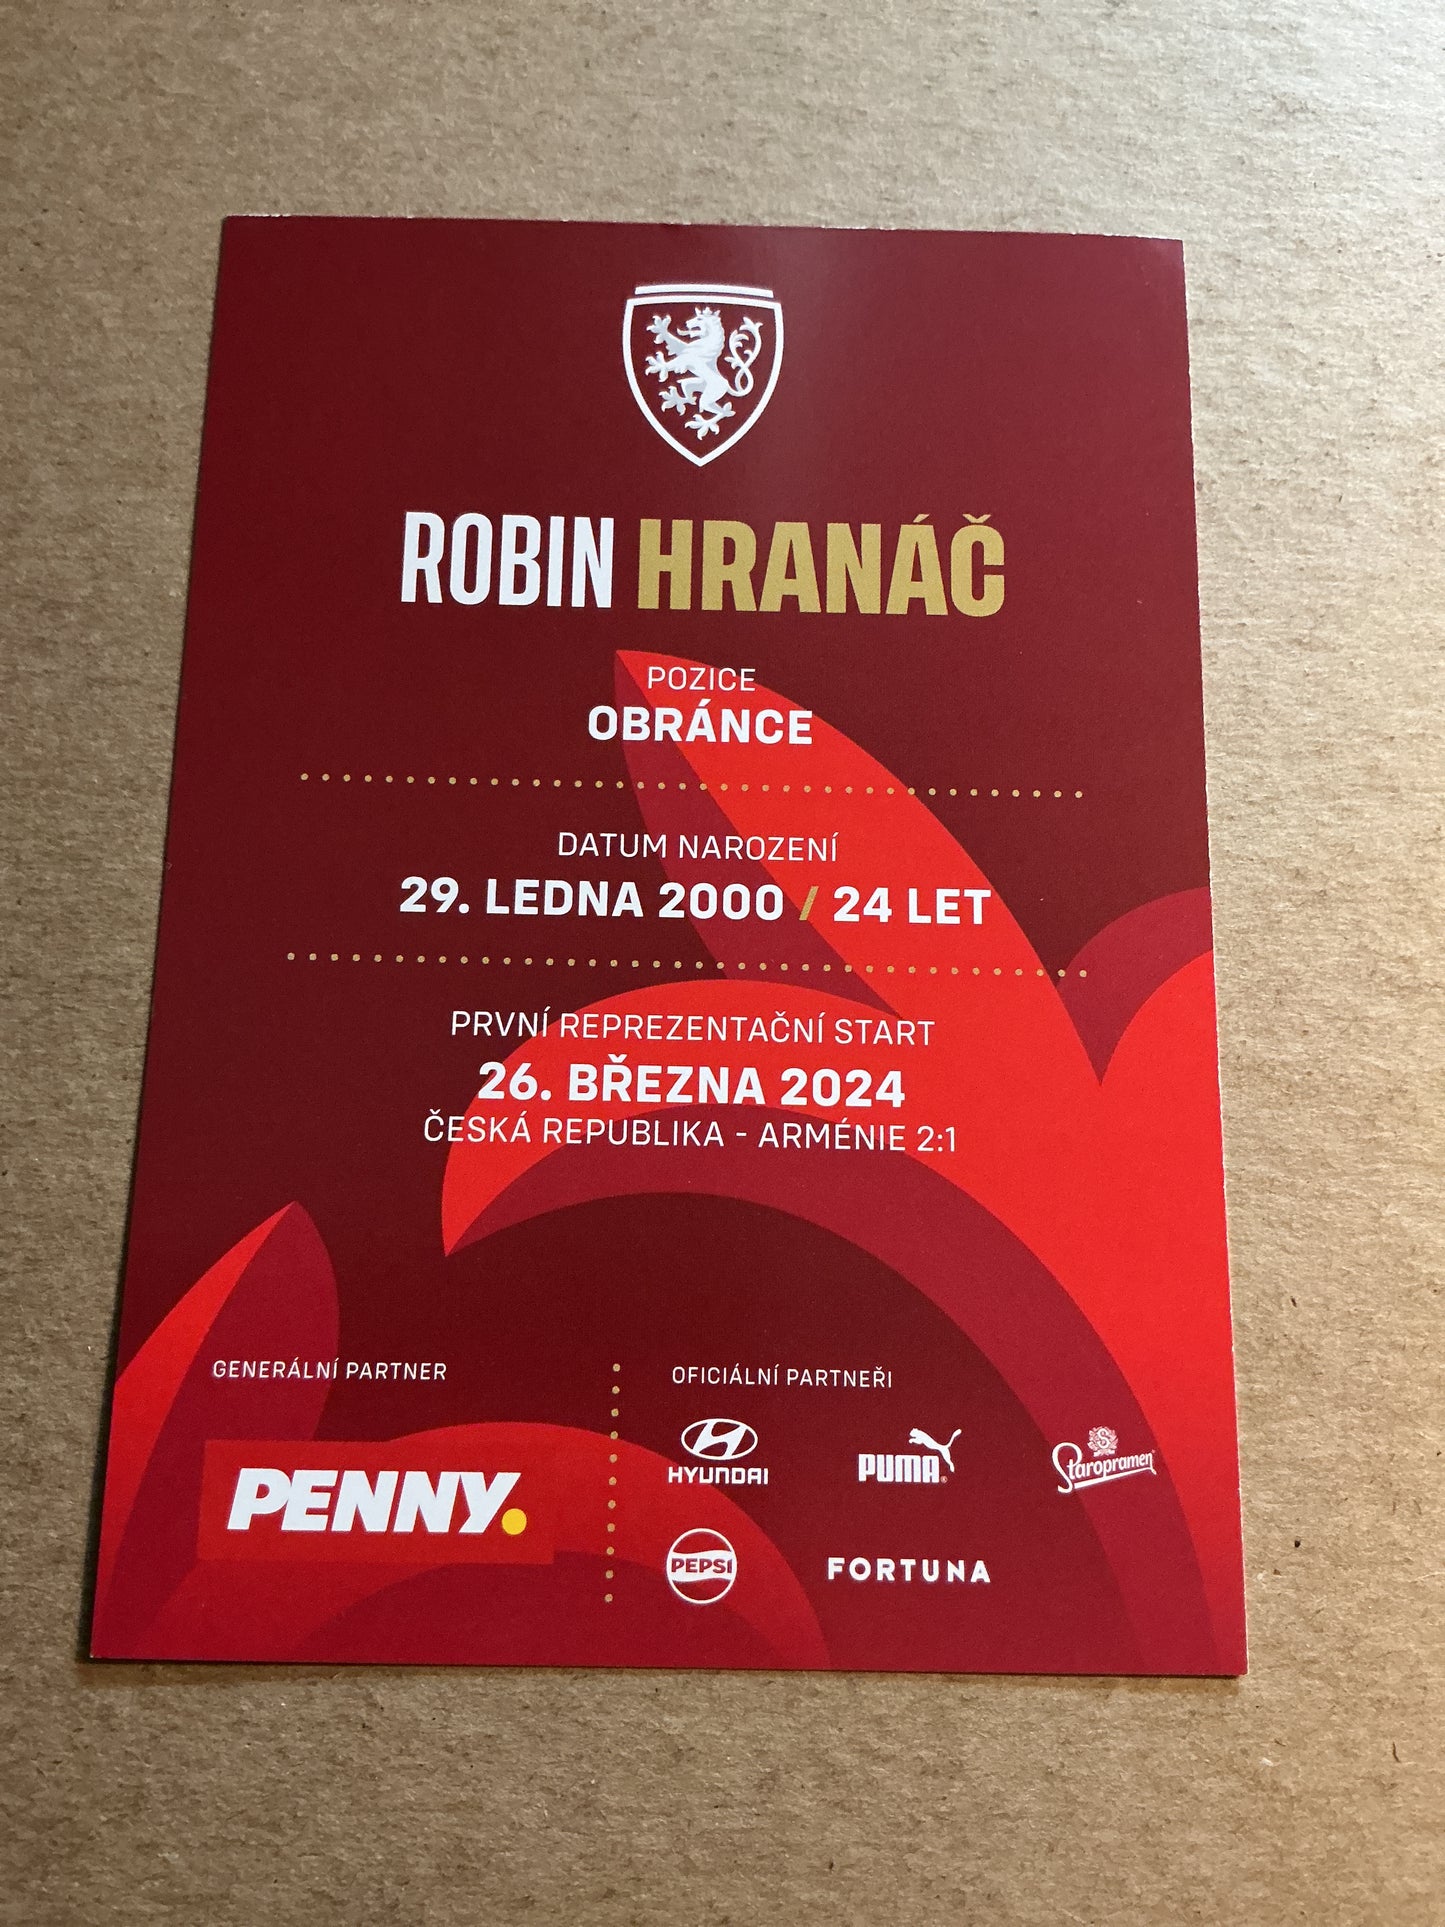 ROBIN HRANÁČ
POZICE
OBRÁNCE
DATUM NAROZENÍ
29. LEDNA 2000 / 24 LET
PRVNÍ REPREZENTAČNÍ START
26. BŘEZNA 2024
ČESKÁ REPUBLIKA - ARMÉNIE 2:1
GENERÁLNÍ PARTNER
PENNY.
OFICIÁLNÍ PARTNEŘI
HYUNDAI
PUMA
Staropramen
PEPSI
FORTUNA